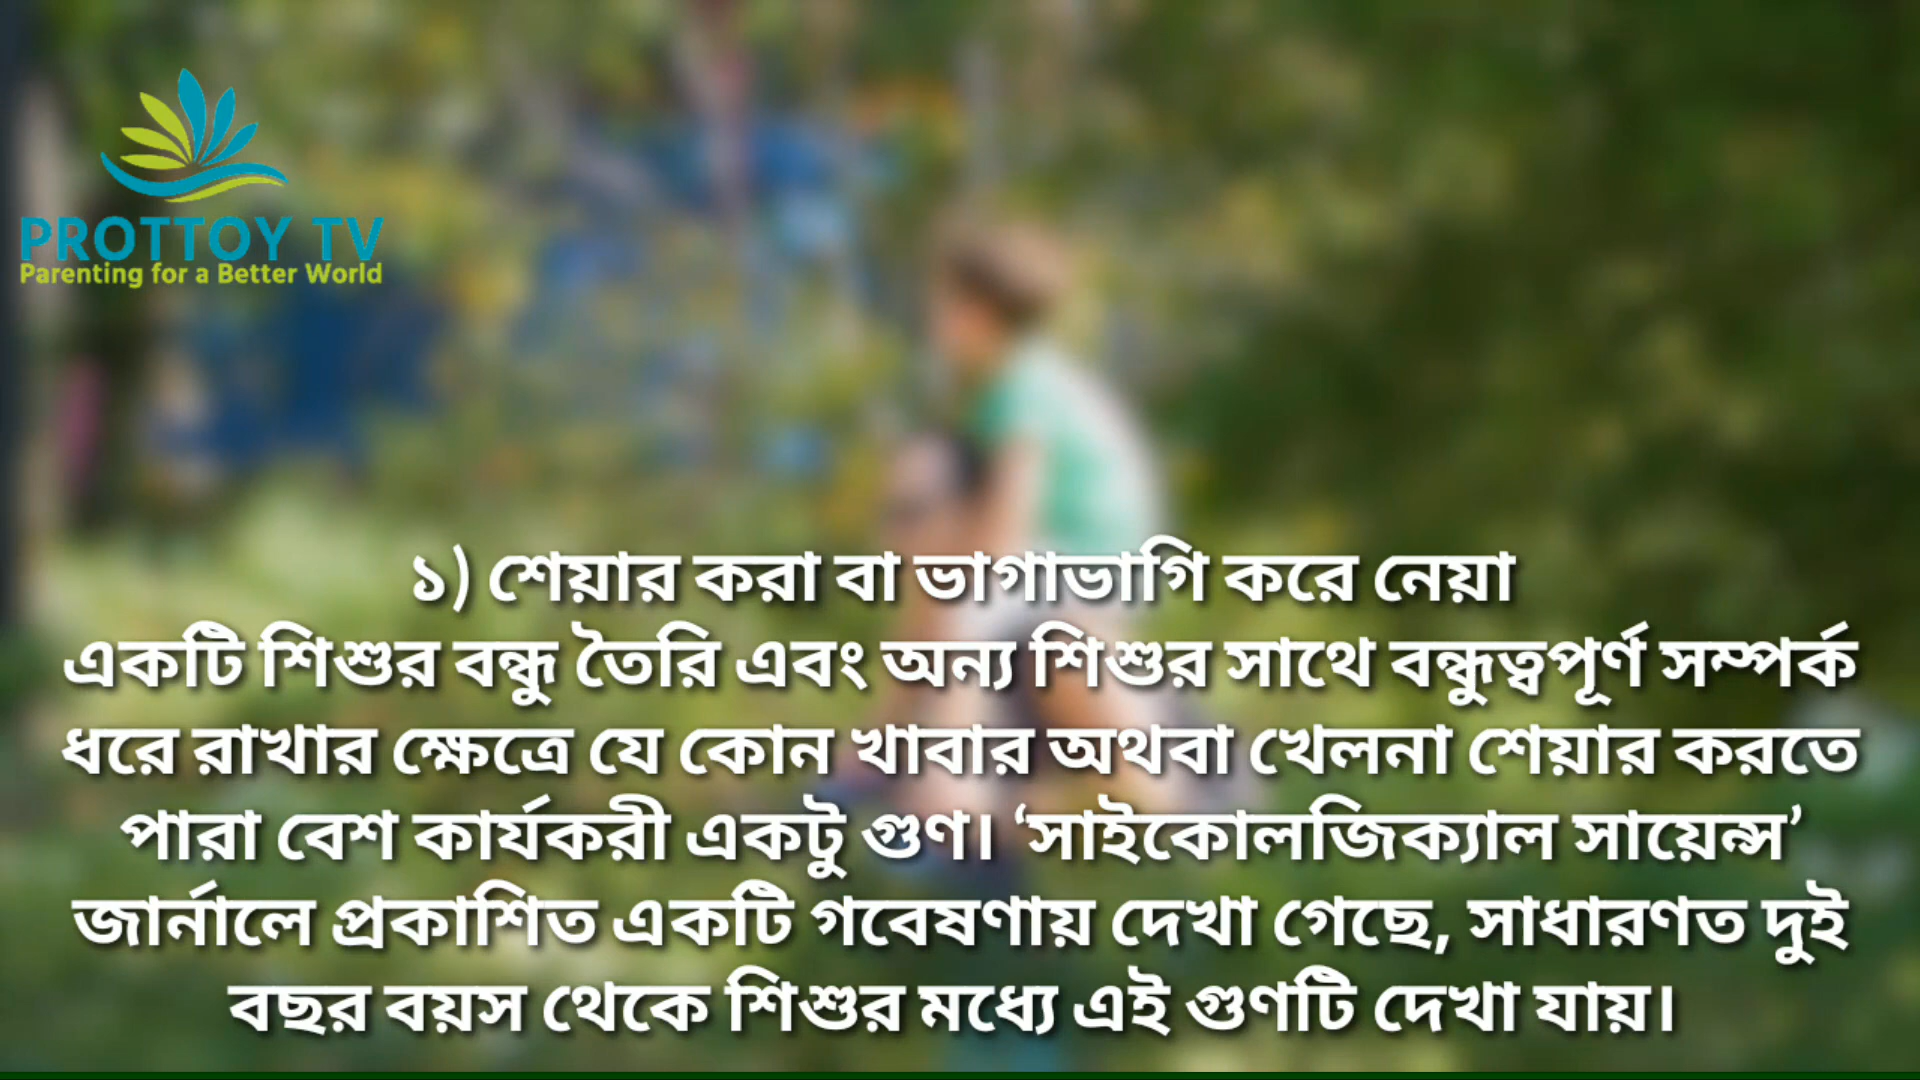 PROTTOY TV
Parenting for a Better World
১) শেয়ার করা বা ভাগাভাগি করে নেয়া
একটি শিশুর বন্ধু তৈরি এবং অন্য শিশুর সাথে বন্ধুত্বপূর্ণ সম্পর্ক
ধরে রাখার ক্ষেত্রে যে কোন খাবার অথবা খেলনা শেয়ার করতে
পারা বেশ কার্যকরী একটু গুণ। ‘সাইকোলজিক্যাল সায়েন্স’
জার্নালে প্রকাশিত একটি গবেষণায় দেখা গেছে, সাধারণত দুই
বছর বয়স থেকে শিশুর মধ্যে এই গুণটি দেখা যায়।